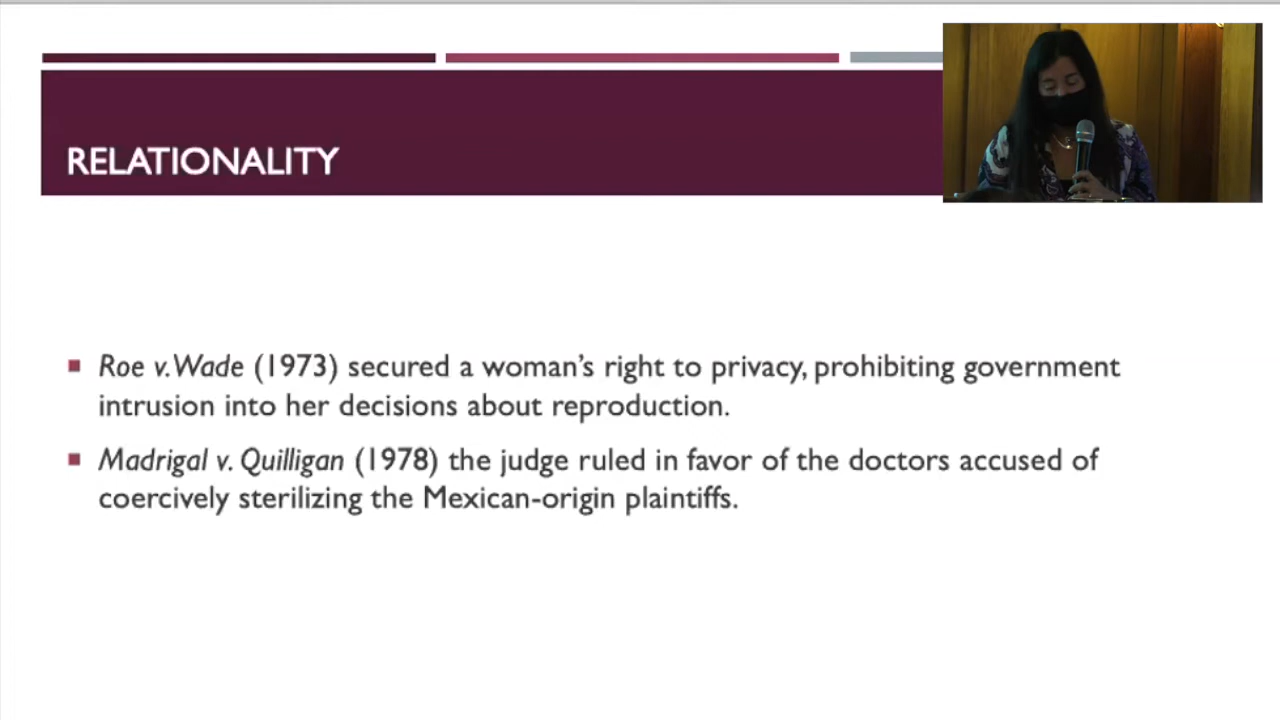 RELATIONALITY
Roe v. Wade (1973) secured a woman's right to privacy, prohibiting government
intrusion into her decisions about reproduction.
Madrigal v. Quilligan (1978) the judge ruled in favor of the doctors accused of
coercively sterilizing the Mexican-origin plaintiffs.